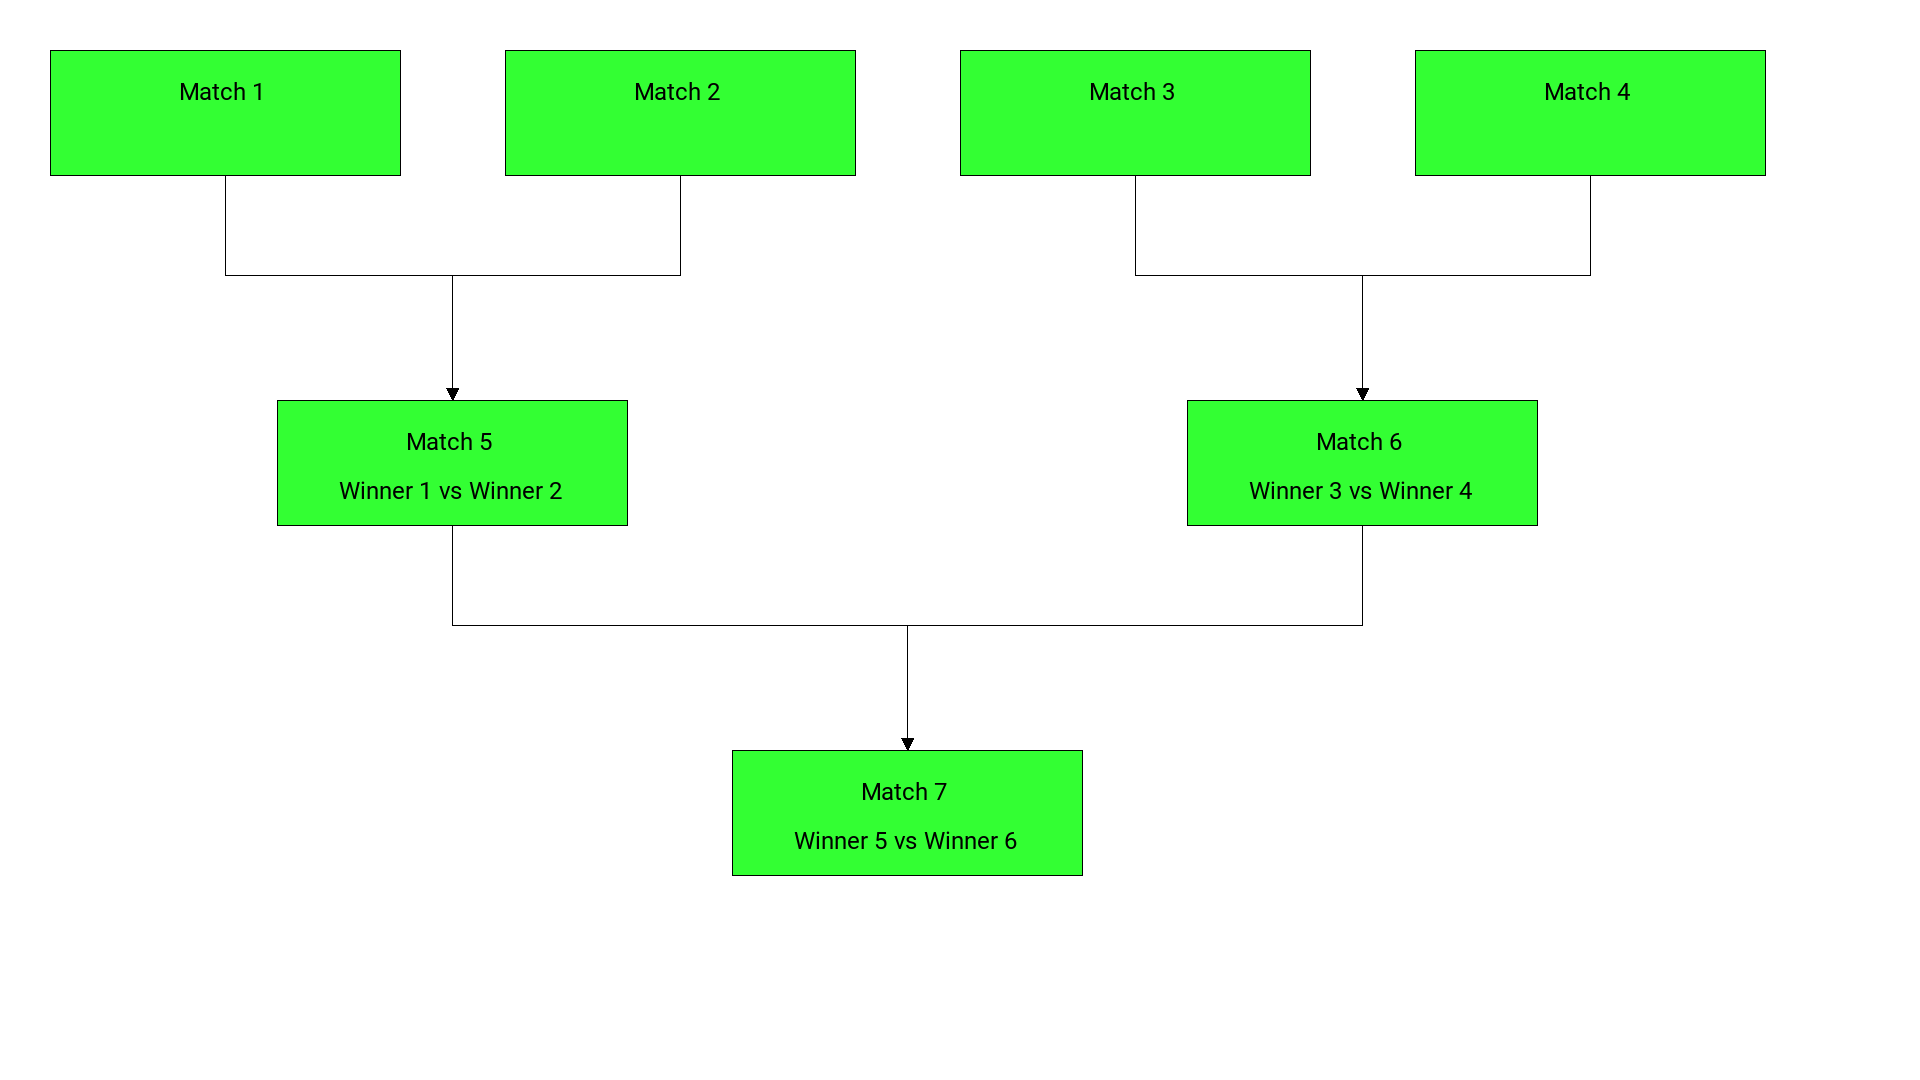 Match 1
Match 2
Match 3
Match 4
Match 5
Winner 1 vs Winner 2
Match 6
Winner 3 vs Winner 4
Match 7
Winner 5 vs Winner 6